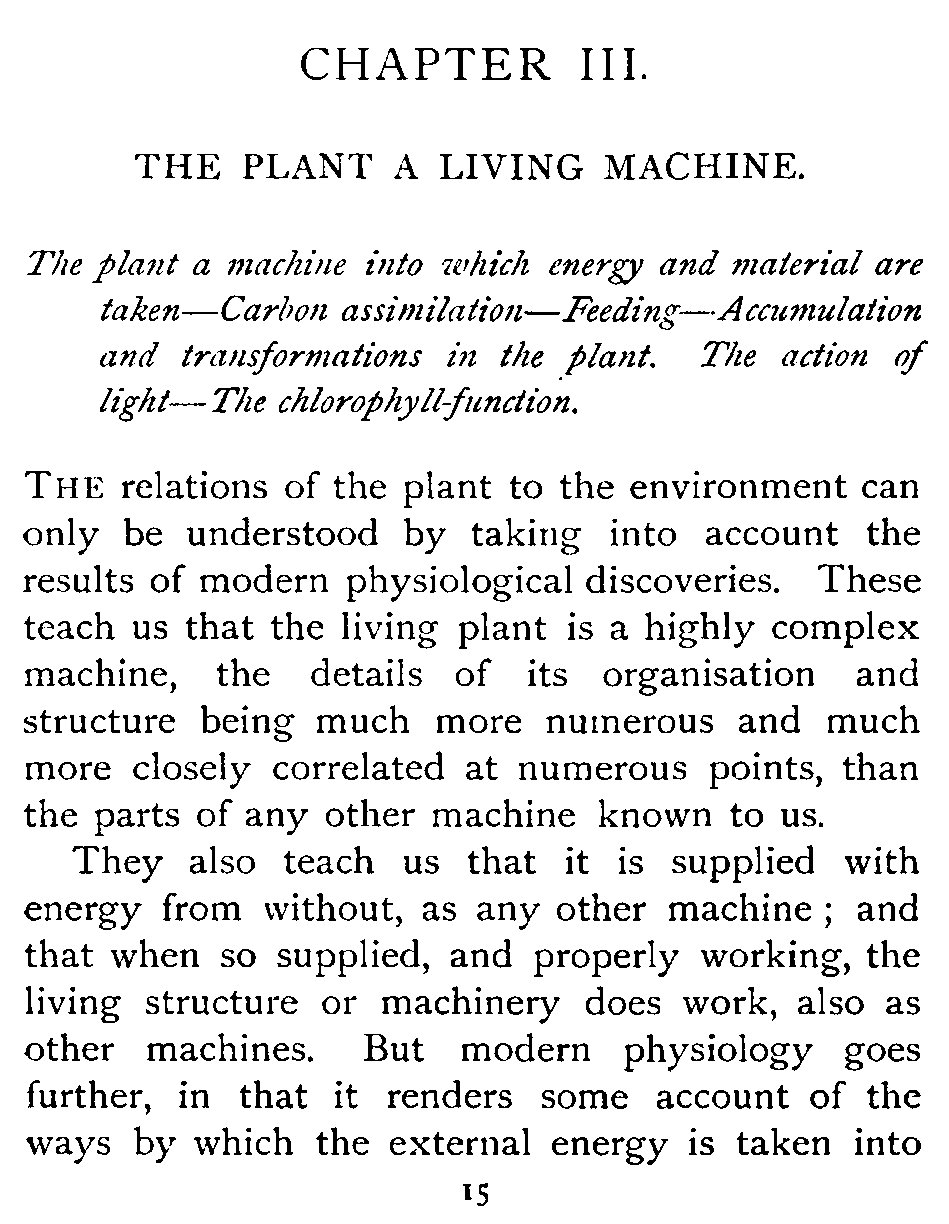 CHAPTER III.
THE PLANT A LIVING MACHINE.
The plant a machine into which energy and material are
taken—Carbon assimilation—Feeding—Accumulation
and transformations in the plant. The action of
light—The chlorophyll-function.
THE relations of the plant to the environment can
only be understood by taking into account the
results of modern physiological discoveries. These
teach us that the living plant is a highly complex
machine, the details of its organisation and
structure being much more numerous and much
more closely correlated at numerous points, than
the parts of any other machine known to us.
They also teach us that it is supplied with
energy from without, as any other machine ; and
that when so supplied, and properly working, the
living structure or machinery does work, also as
other machines. But modern physiology goes
further, in that it renders some account of the
ways by which the external energy is taken into
15